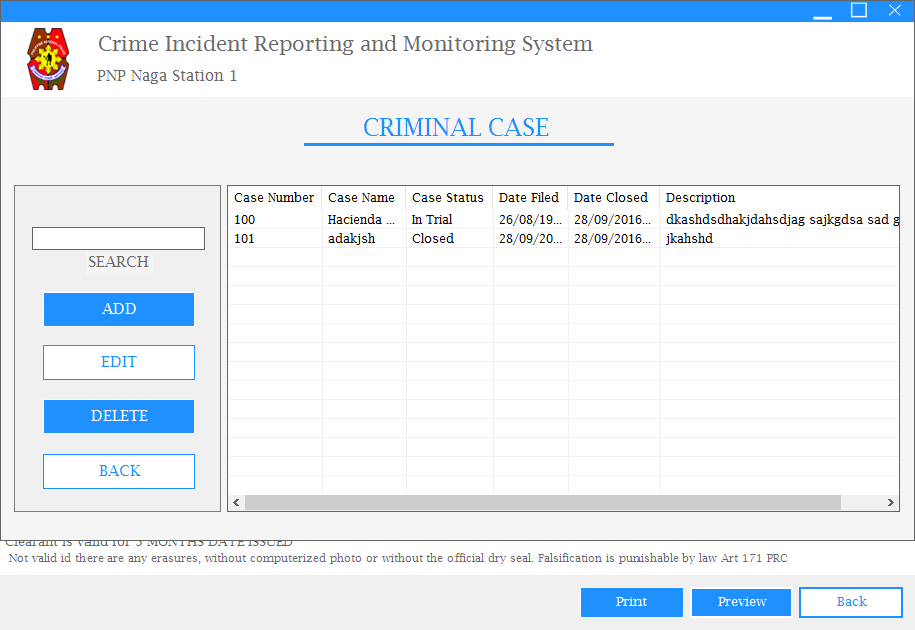 Crime Incident Reporting and Monitoring System
PNP Naga Station 1
CRIMINAL CASE
SEARCH
ADD
EDIT
DELETE
BACK
Case Number Case Name Case Status Date Filed Date Closed Description
100 Hacienda ... In Trial 26/08/19... 28/09/2016... dkashdsdhakjdahsdjag sajkgdsa sad g
101 adakjsh Closed 28/09/20... 28/09/2016... jkahshd
Clearant is valid for 3 MONTHS DATE ISSUED
Not valid id there are any erasures, without computerized photo or without the official dry seal. Falsification is punishable by law Art 171 PRC
Print Preview Back